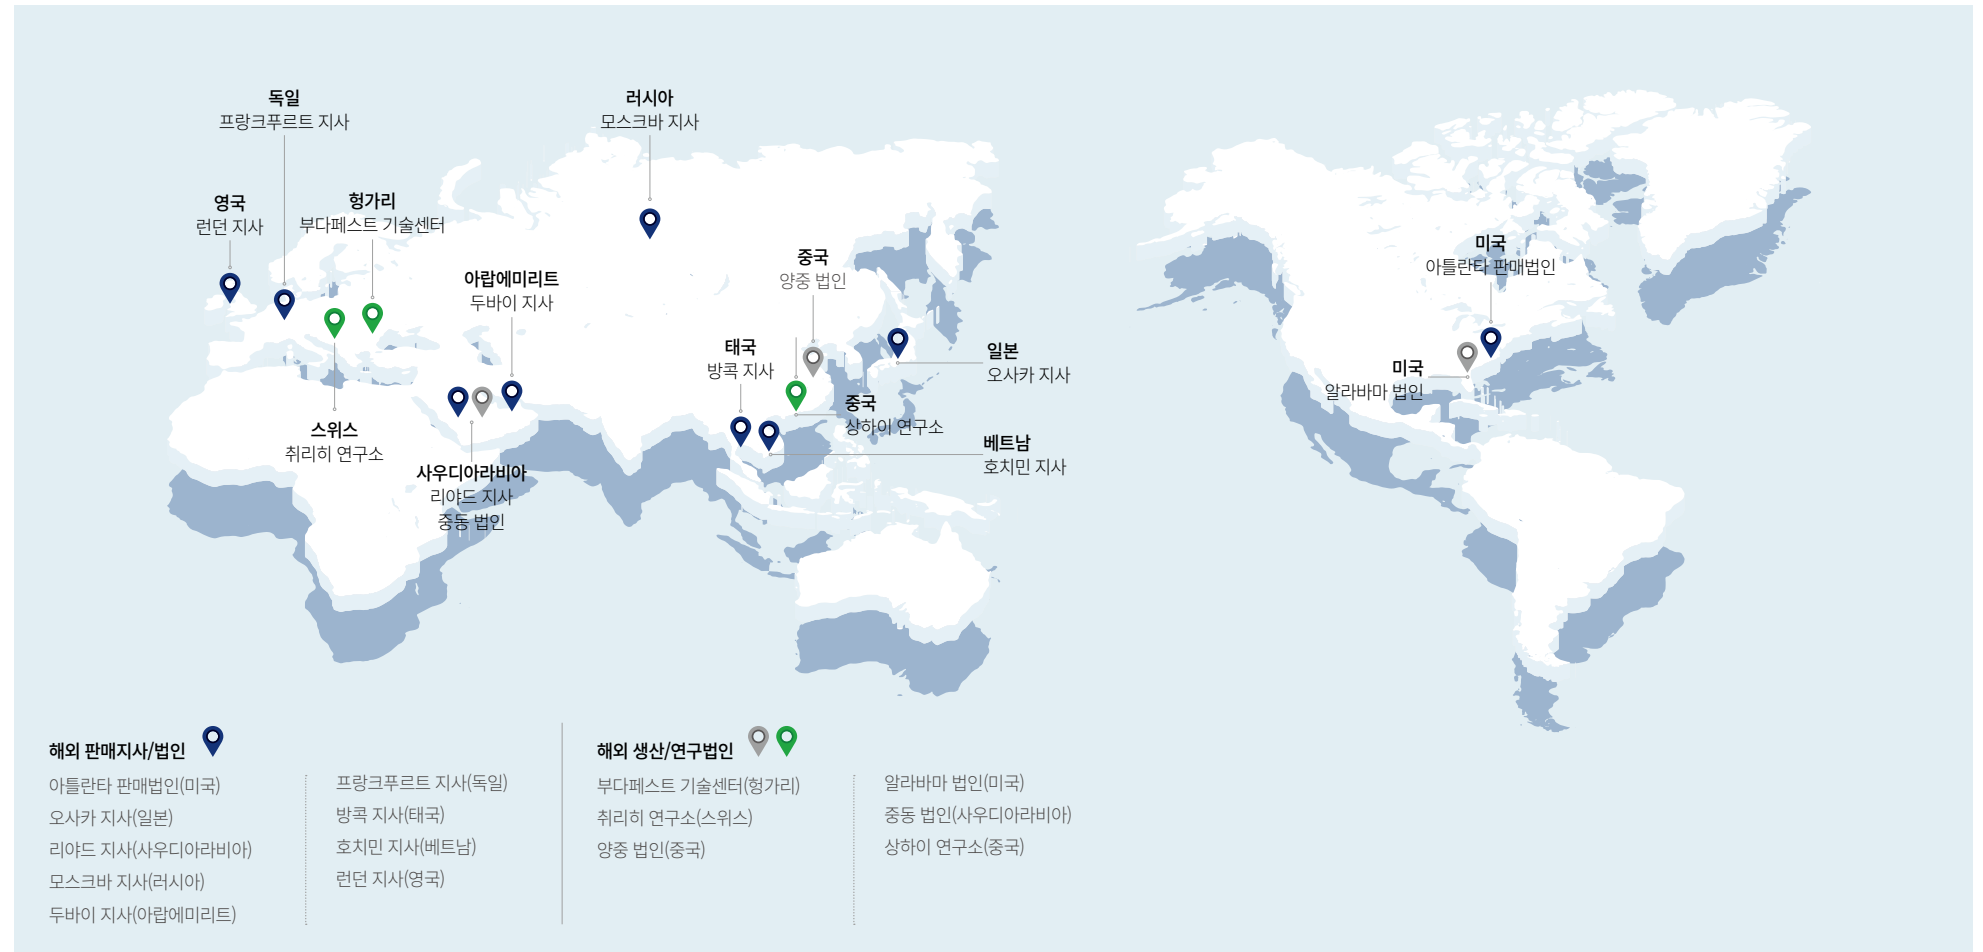 독일
프랑크푸르트 지사
러시아
모스크바 지사
영국
런던 지사
헝가리
부다페스트 기술센터
미국
아틀란타 판매법인
중국
양중 법인
아랍에미리트
두바이 지사
태국
방콕 지사
일본
오사카 지사
미국
알라바마 법인
중국
상하이 연구소
스위스
취리히 연구소
베트남
호치민 지사
사우디아라비아
리야드 지사
중동 법인
해외 판매지사/법인
아틀란타 판매법인(미국)
오사카 지사(일본)
리야드 지사(사우디아라비아)
모스크바 지사(러시아)
두바이 지사(아랍에미리트)
프랑크푸르트 지사(독일)
방콕 지사(태국)
호치민 지사(베트남)
런던 지사(영국)
해외 생산/연구법인
부다페스트 기술센터(헝가리)
취리히 연구소(스위스)
양중 법인(중국)
알라바마 법인(미국)
중동 법인(사우디아라비아)
상하이 연구소(중국)